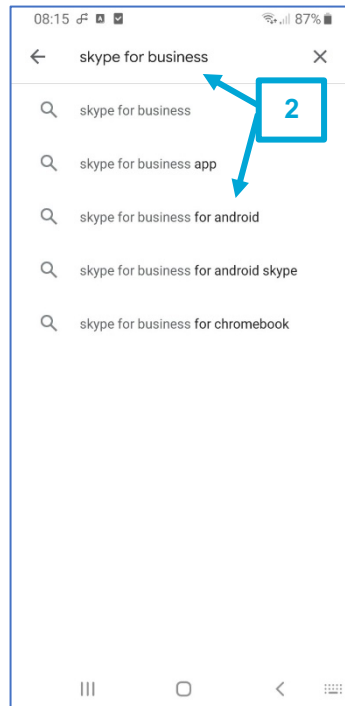 08:15 87%
skype for business
2
skype for business
skype for business app
skype for business for android
skype for business for android skype
skype for business for chromebook